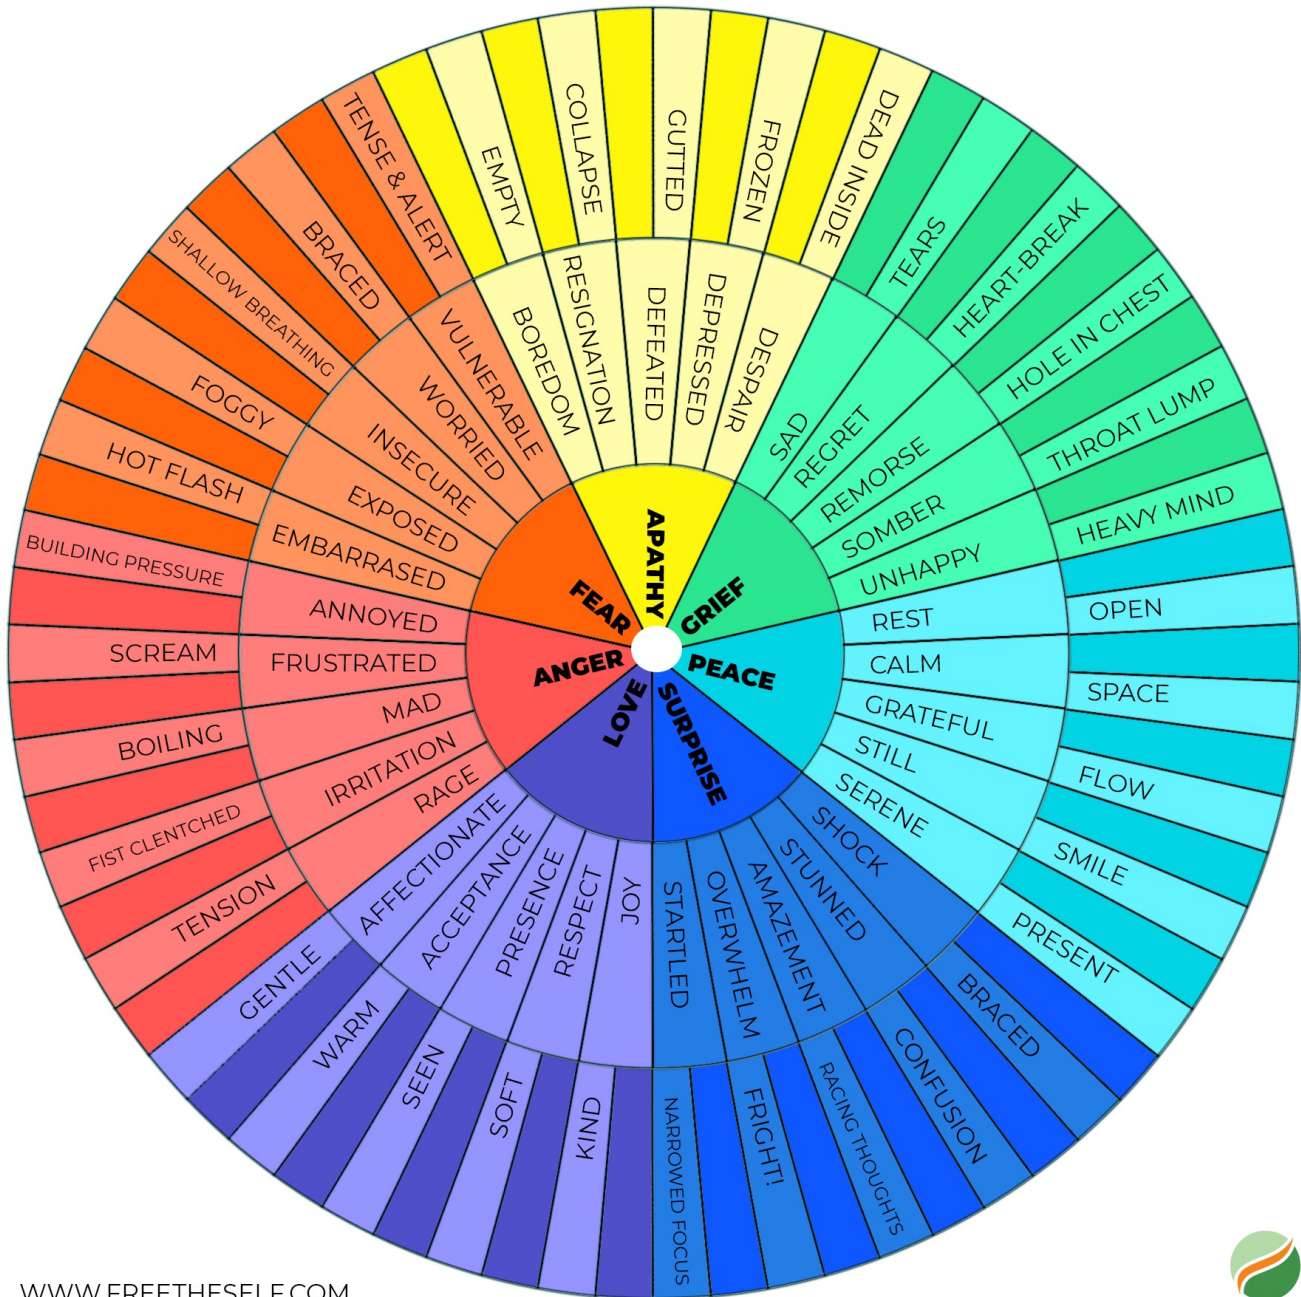 APATHY
GRIEF
PEACE
SURPRISE
LOVE
ANGER
FEAR
BOREDOM
RESIGNATION
DEFEATED
DEPRESSED
DESPAIR
SAD
REGRET
REMORSE
SOMBER
UNHAPPY
REST
CALM
GRATEFUL
STILL
SERENE
SHOCK
STUNNED
AMAZEMENT
OVERWHELM
STARTLED
JOY
RESPECT
PRESENCE
ACCEPTANCE
AFFECTIONATE
RAGE
IRRITATION
MAD
FRUSTRATED
ANNOYED
EMBARRASED
EXPOSED
INSECURE
WORRIED
VULNERABLE
EMPTY
COLLAPSE
GUTTED
FROZEN
DEAD INSIDE
TEARS
HEART-BREAK
HOLE IN CHEST
THROAT LUMP
HEAVY MIND
OPEN
SPACE
FLOW
SMILE
PRESENT
BRACED
CONFUSION
RACING THOUGHTS
FRIGHT!
NARROWED FOCUS
KIND
SOFT
SEEN
WARM
GENTLE
TENSION
FIST CLENTCHED
BOILING
SCREAM
BUILDING PRESSURE
HOT FLASH
FOGGY
SHALLOW BREATHING
BRACED
TENSE & ALERT
WWW.FREETHESELF.COM